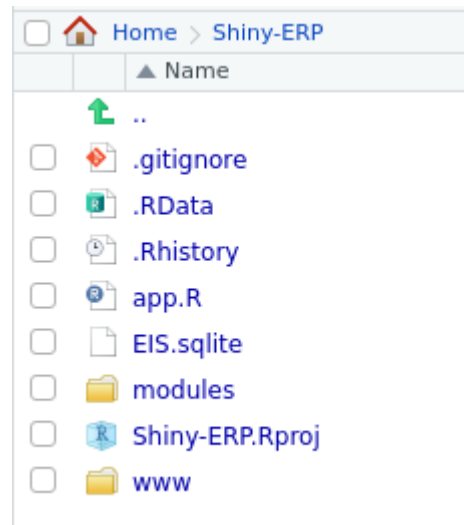 Home > Shiny-ERP
▲ Name
..
.gitignore
.RData
.Rhistory
app.R
EIS.sqlite
modules
Shiny-ERP.Rproj
www